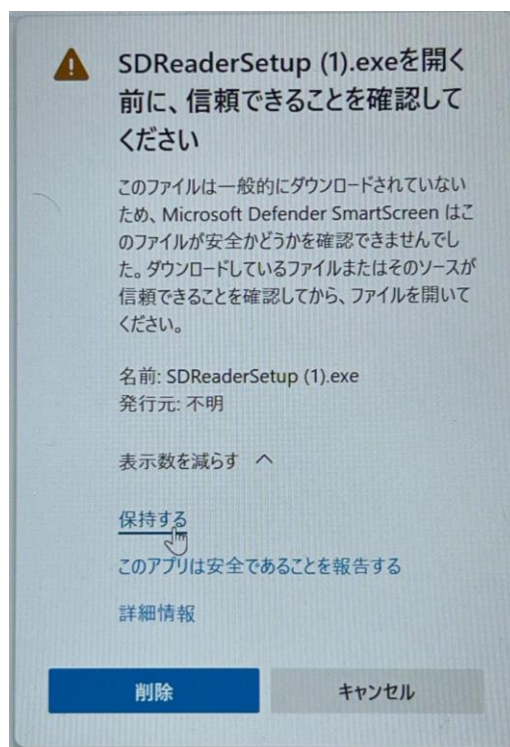 SDReaderSetup (1).exeを開く
前に、信頼できることを確認して
ください
このファイルは一般的にダウンロードされていない
ため、Microsoft Defender SmartScreen はこ
のファイルが安全かどうかを確認できませんでし
た。ダウンロードしているファイルまたはそのソースが
信頼できることを確認してから、ファイルを開いて
ください。
名前: SDReaderSetup (1).exe
発行元: 不明
表示数を減らす
保持する
このアプリは安全であることを報告する
詳細情報
削除
キャンセル